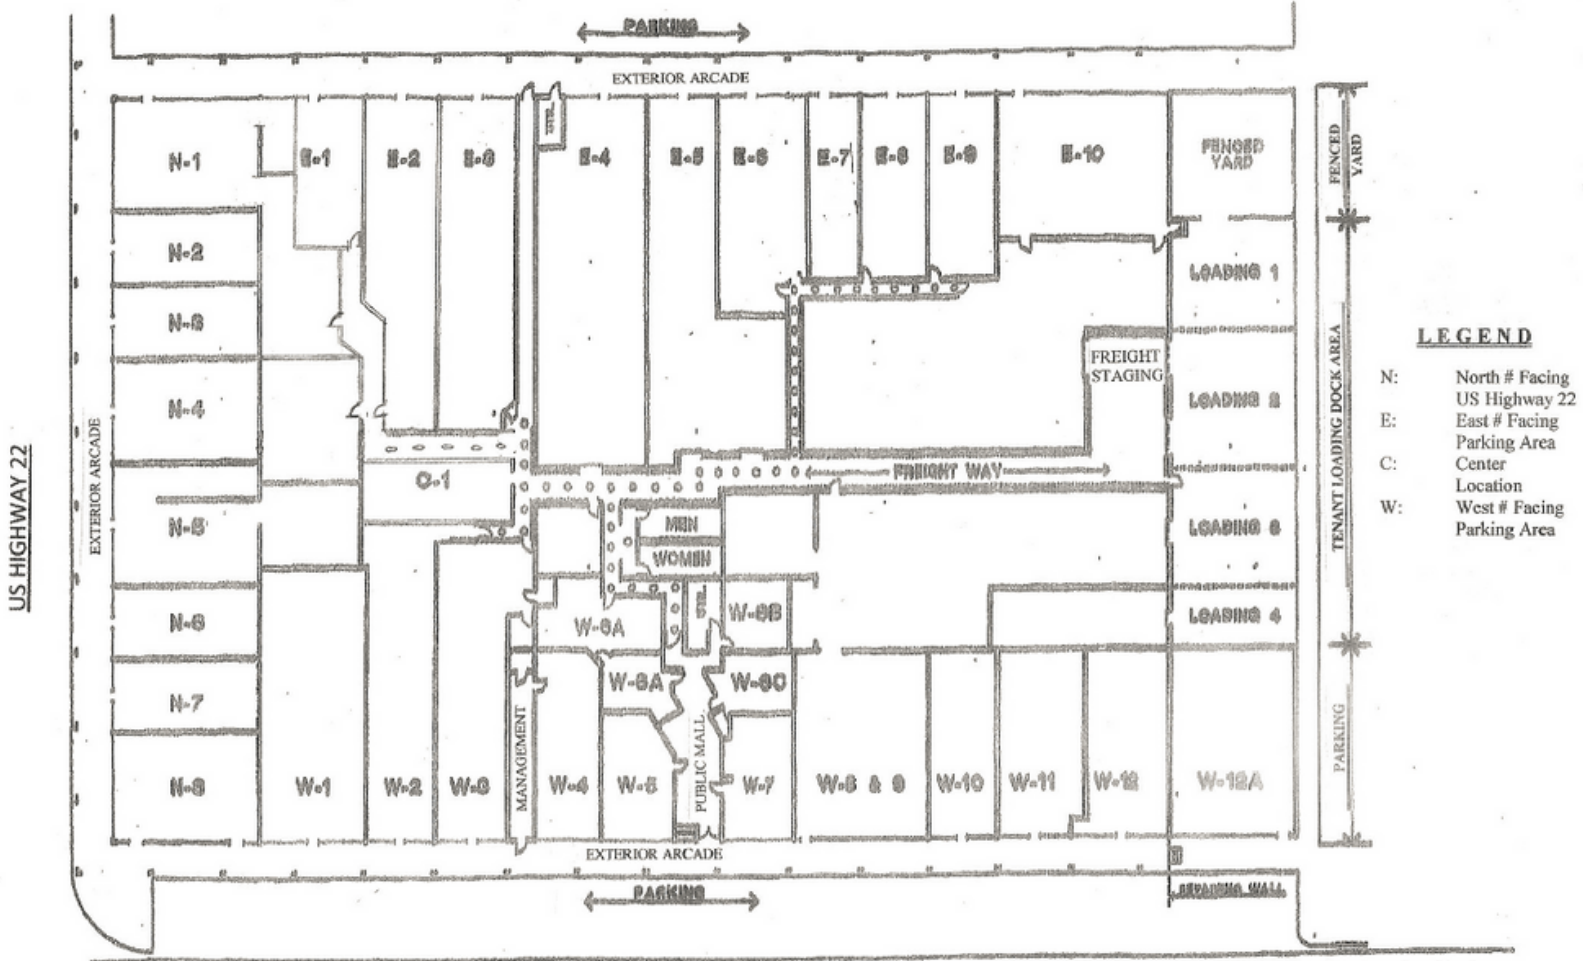 PARKING
EXTERIOR ARCADE
N-1
E-1
E-2
E-3
UTIL.
E-4
E-5
E-6
E-7
E-8
E-9
E-10
FENCED
YARD
FENCED
YARD
N-2
LOADING 1
N-3
FREIGHT
STAGING
LEGEND
N: North # Facing
US Highway 22
E: East # Facing
Parking Area
C: Center
Location
W: West # Facing
Parking Area
N-4
LOADING 2
TENANT LOADING DOCK AREA
US HIGHWAY 22
EXTERIOR ARCADE
C-1
FREIGHT WAY
N-5
MEN
WOMEN
LOADING 3
N-6
W-6A
UTIL.
W-6B
LOADING 4
N-7
W-6A
W-6C
MANAGEMENT
PUBLIC MALL
PARKING
N-8
W-1
W-2
W-3
W-4
W-5
W-7
W-8 & 9
W-10
W-11
W-12
W-12A
EXTERIOR ARCADE
PARKING
RETAINING WALL